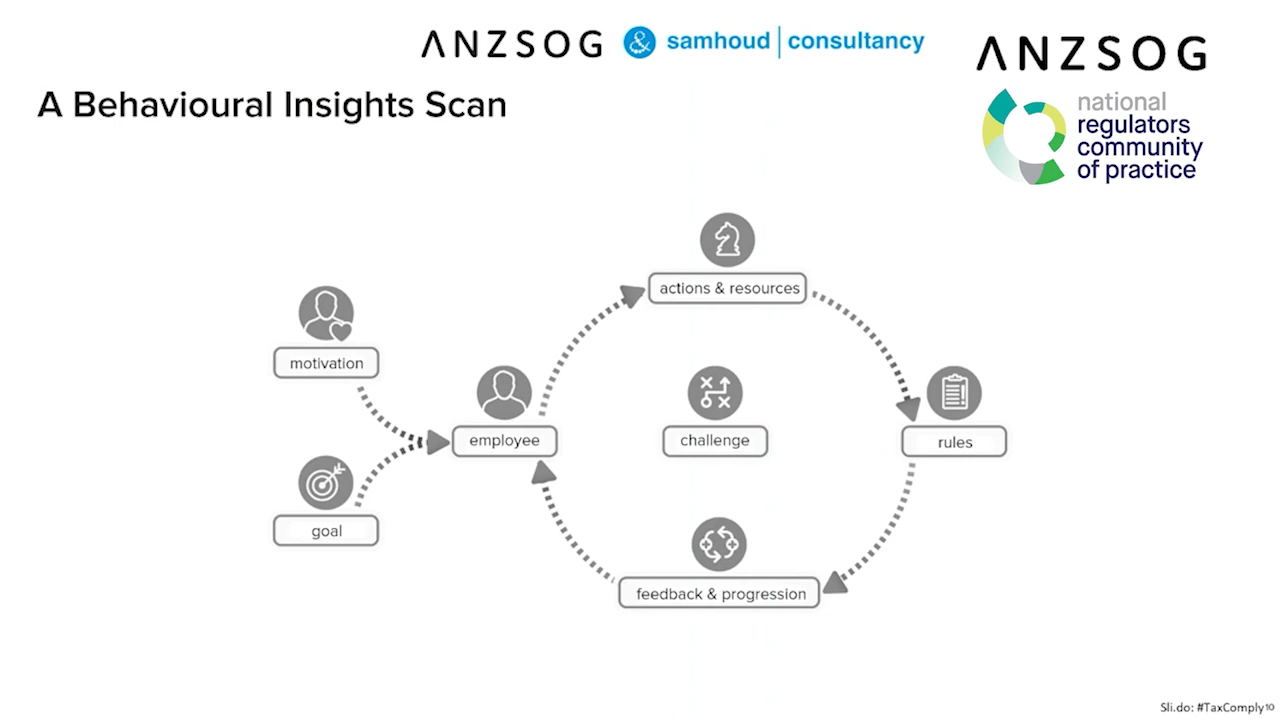 ANZSOG & samhoud | consultancy
ANZSOG
national
regulators
community
of practice
A Behavioural Insights Scan
actions & resources
motivation
employee
challenge
rules
goal
feedback & progression
Sli.do: #TaxComply10